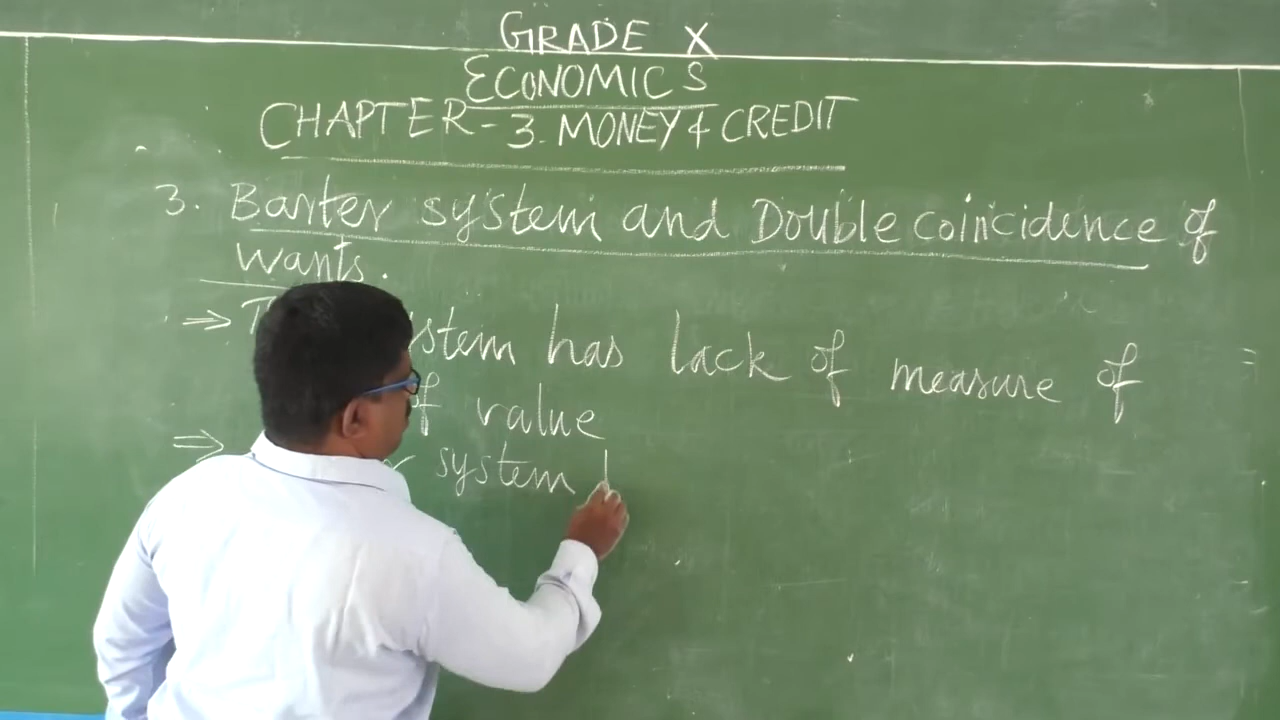 GRADE X
ECONOMICS
CHAPTER - 3. MONEY & CREDIT
3. Barter system and Double coincidence of
wants.
⇒ system has lack of measure of
of value
⇒ system